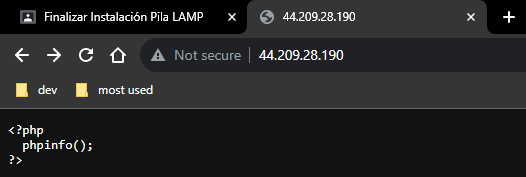 Finalizar Instalación Pila LAMP
44.209.28.190
Not secure
44.209.28.190
dev
most used
<?php
phpinfo();
?>